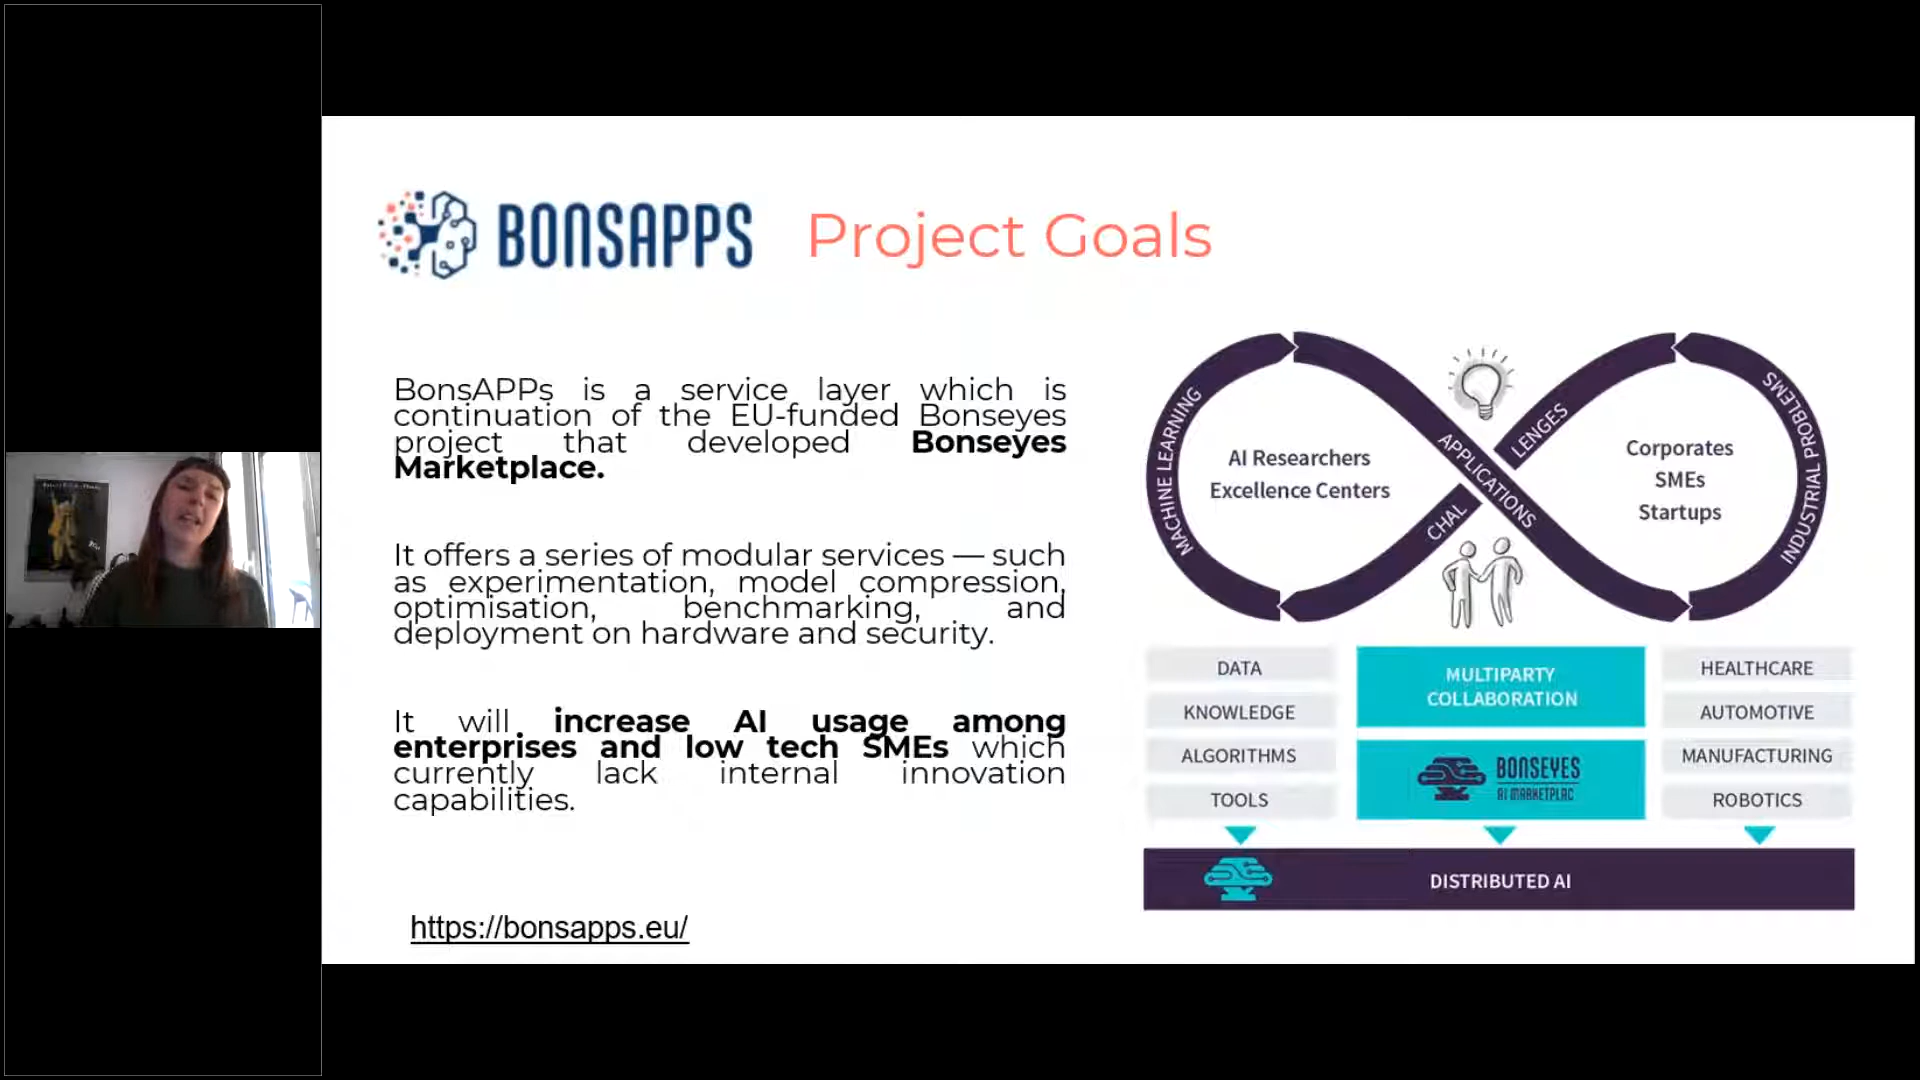 BONSAPPS
Project Goals
BonsAPPs is a service layer which is
continuation of the EU-funded Bonseyes
project that developed Bonseyes
Marketplace.
It offers a series of modular services — such
as experimentation, model compression,
optimisation, benchmarking, and
deployment on hardware and security.
It will increase AI usage among
enterprises and low tech SMEs which
currently lack internal innovation
capabilities.
https://bonsapps.eu/
MACHINE LEARNING
AI Researchers
Excellence Centers
APPLICATIONS
CHAL
LENGES
Corporates
SMEs
Startups
INDUSTRIAL PROBLEMS
DATA
KNOWLEDGE
ALGORITHMS
TOOLS
MULTIPARTY
COLLABORATION
BONSEYES
AI MARKETPLAC
HEALTHCARE
AUTOMOTIVE
MANUFACTURING
ROBOTICS
DISTRIBUTED AI